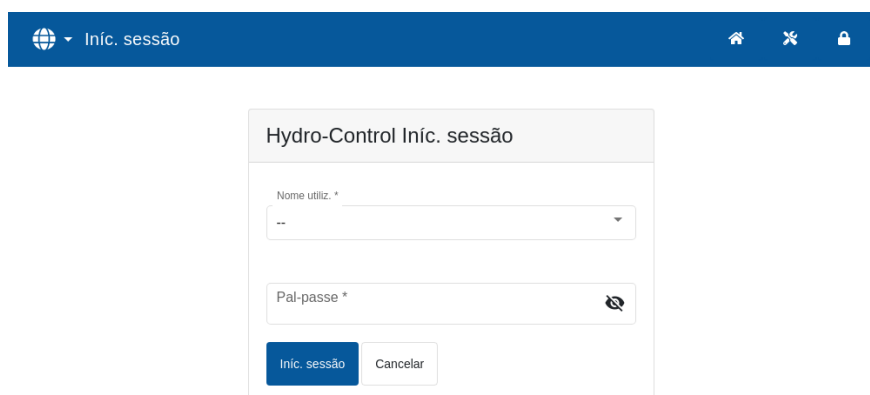 Iníc. sessão
Hydro-Control Iníc. sessão
Nome utiliz. *
--
Pal-passe *
Iníc. sessão Cancelar